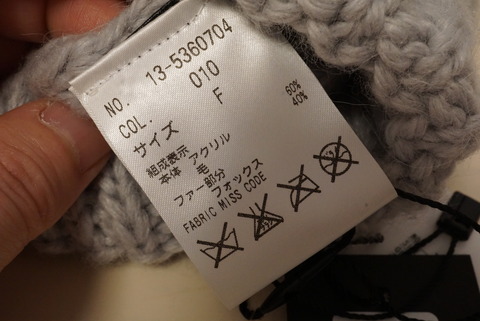 NO. 13-5360704
COL. 010
サイズ F
組成表示
本体 アクリル 60%
毛 40%
ファー部分
フォックス
FABRIC MISS CODE